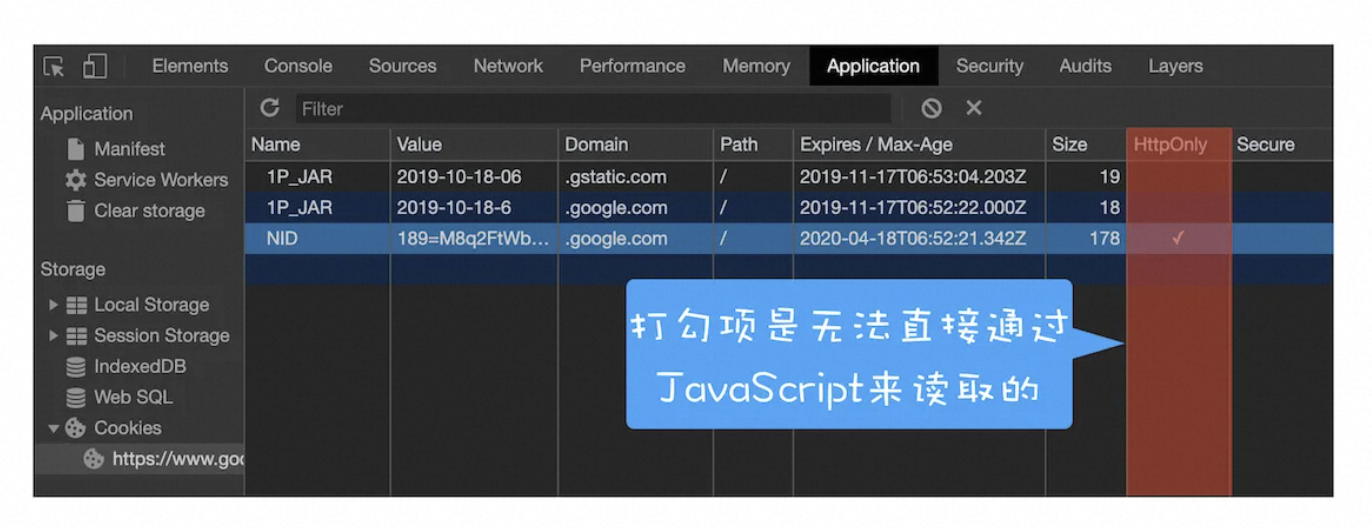 Elements Console Sources Network Performance Memory Application Security Audits Layers
Application
Filter
Manifest
Service Workers
Clear storage
Storage
Local Storage
Session Storage
IndexedDB
Web SQL
Cookies
https://www.goo
Name Value Domain Path Expires / Max-Age Size HttpOnly Secure
1P_JAR 2019-10-18-06 .gstatic.com / 2019-11-17T06:53:04.203Z 19
1P_JAR 2019-10-18-6 .google.com / 2019-11-17T06:52:22.000Z 18
NID 189=M8q2FtWb... .google.com / 2020-04-18T06:52:21.342Z 178 ✓
打勾项是无法直接通过
JavaScript来读取的